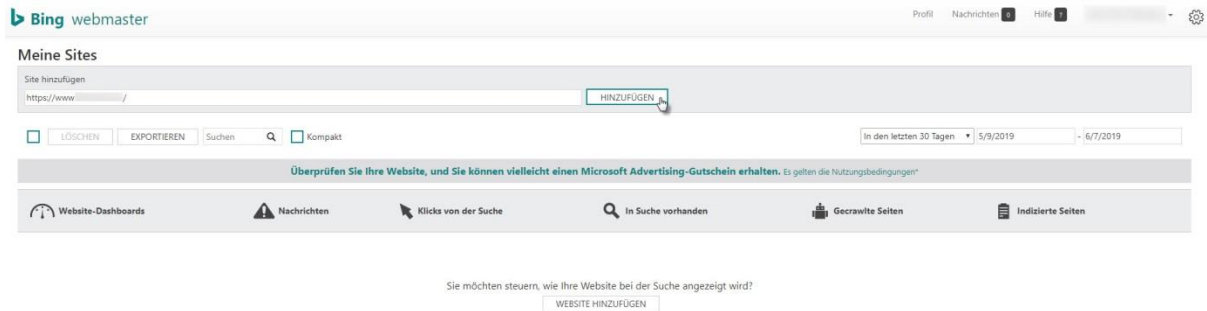 Bing webmaster
Profil Nachrichten 0 Hilfe ?
Meine Sites
Site hinzufügen
https://www /
HINZUFÜGEN
LÖSCHEN EXPORTIEREN Suchen Kompakt In den letzten 30 Tagen 5/9/2019 - 6/7/2019
Überprüfen Sie Ihre Website, und Sie können vielleicht einen Microsoft Advertising-Gutschein erhalten. Es gelten die Nutzungsbedingungen*
Website-Dashboards Nachrichten Klicks von der Suche In Suche vorhanden Gecrawlte Seiten Indizierte Seiten
Sie möchten steuern, wie Ihre Website bei der Suche angezeigt wird?
WEBSITE HINZUFÜGEN